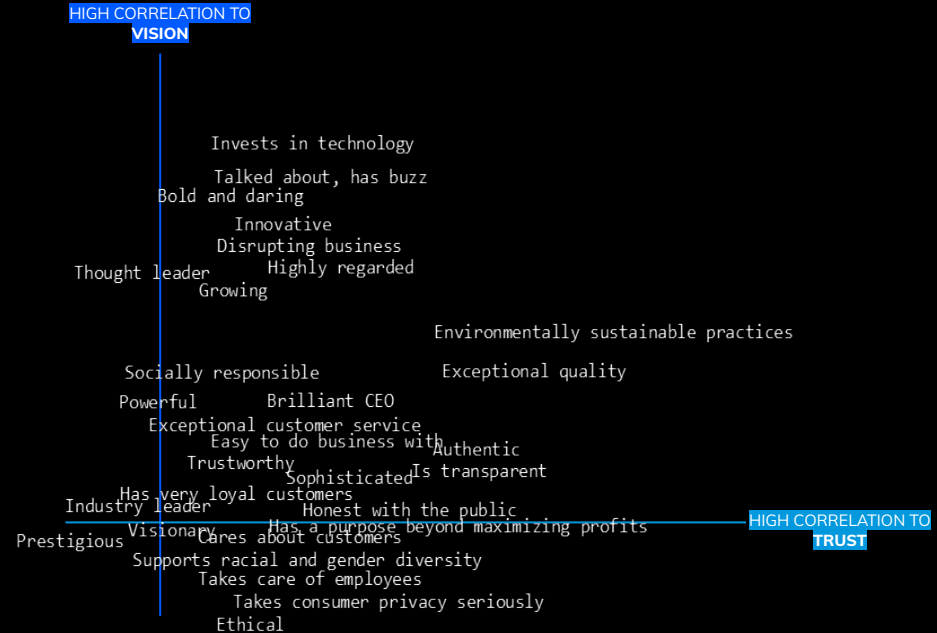 HIGH CORRELATION TO
VISION
Invests in technology
Talked about, has buzz
Bold and daring
Innovative
Disrupting business
Highly regarded
Thought leader
Growing
Environmentally sustainable practices
Exceptional quality
Socially responsible
Brilliant CEO
Powerful
Exceptional customer service
Easy to do business with
Authentic
Trustworthy
Is transparent
Sophisticated
Has very loyal customers
Industry leader
Honest with the public
HIGH CORRELATION TO
TRUST
Has a purpose beyond maximizing profits
Visionary
Cares about customers
Prestigious
Supports racial and gender diversity
Takes care of employees
Takes consumer privacy seriously
Ethical